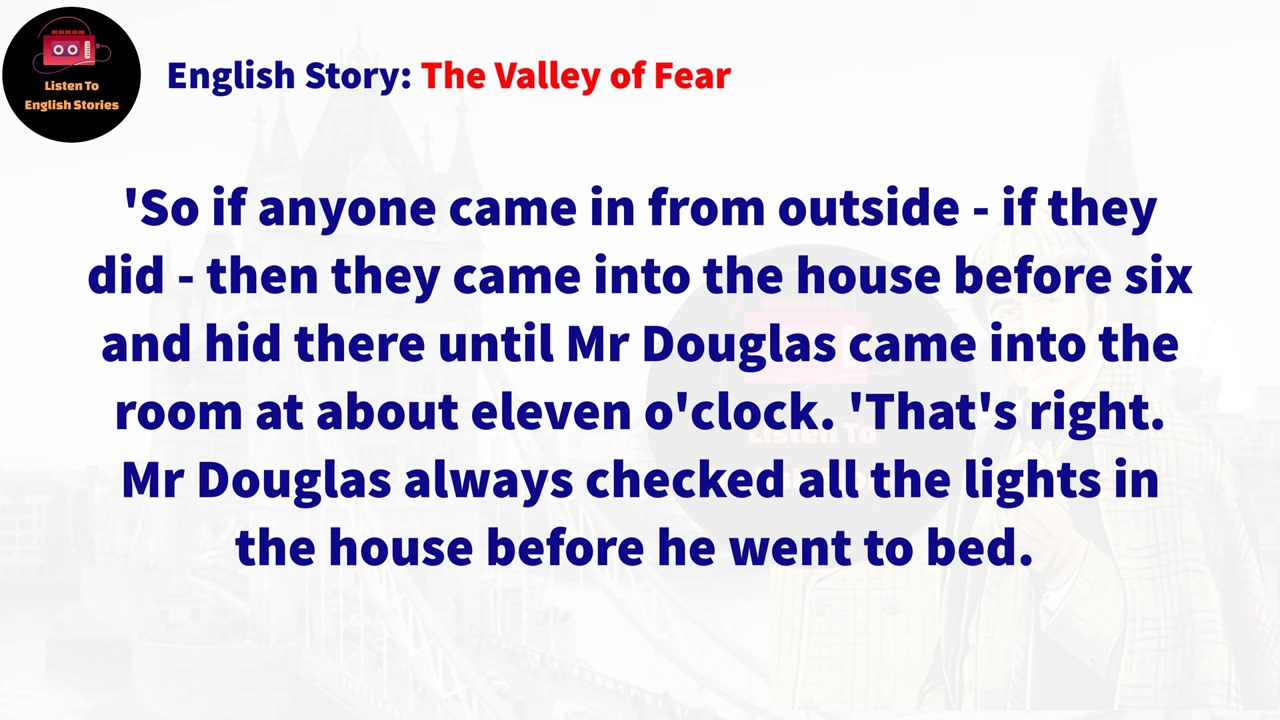 Listen To
English Stories
English Story: The Valley of Fear
'So if anyone came in from outside - if they
did - then they came into the house before six
and hid there until Mr Douglas came into the
room at about eleven o'clock. 'That's right.
Mr Douglas always checked all the lights in
the house before he went to bed.
Listen To